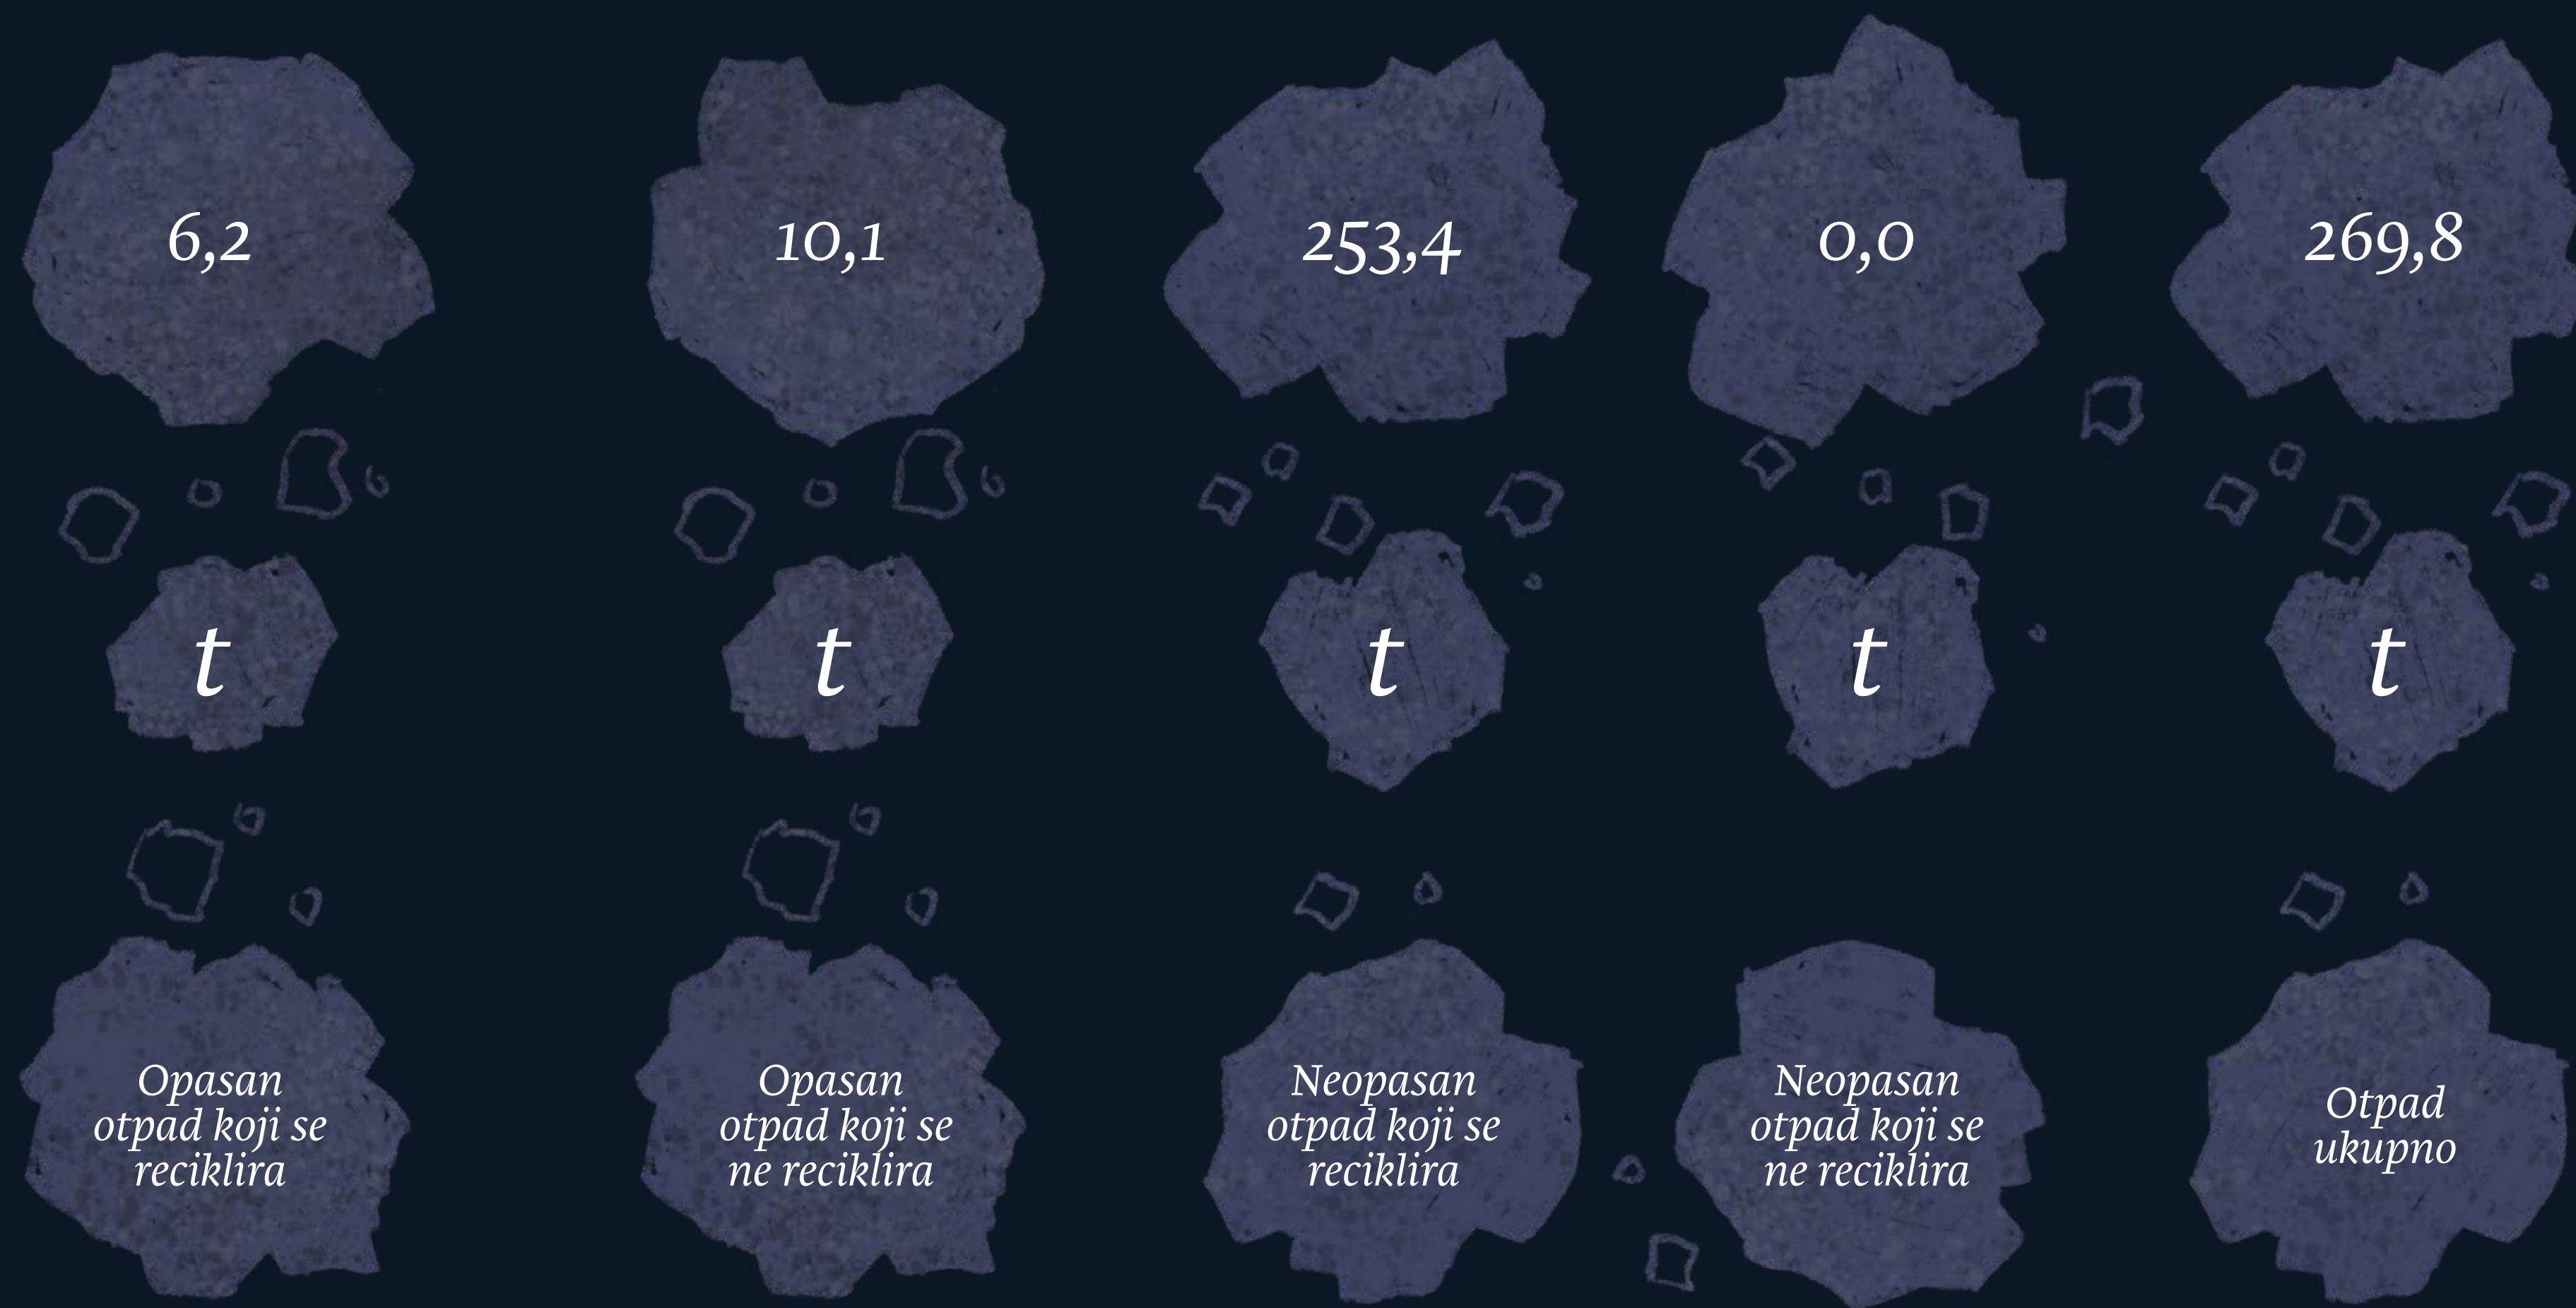 6,2
10,1
253,4
0,0
269,8
t
t
t
t
t
Opasan
otpad koji se
reciklira
Opasan
otpad koji se
ne reciklira
Neopasan
otpad koji se
reciklira
Neopasan
otpad koji se
ne reciklira
Otpad
ukupno